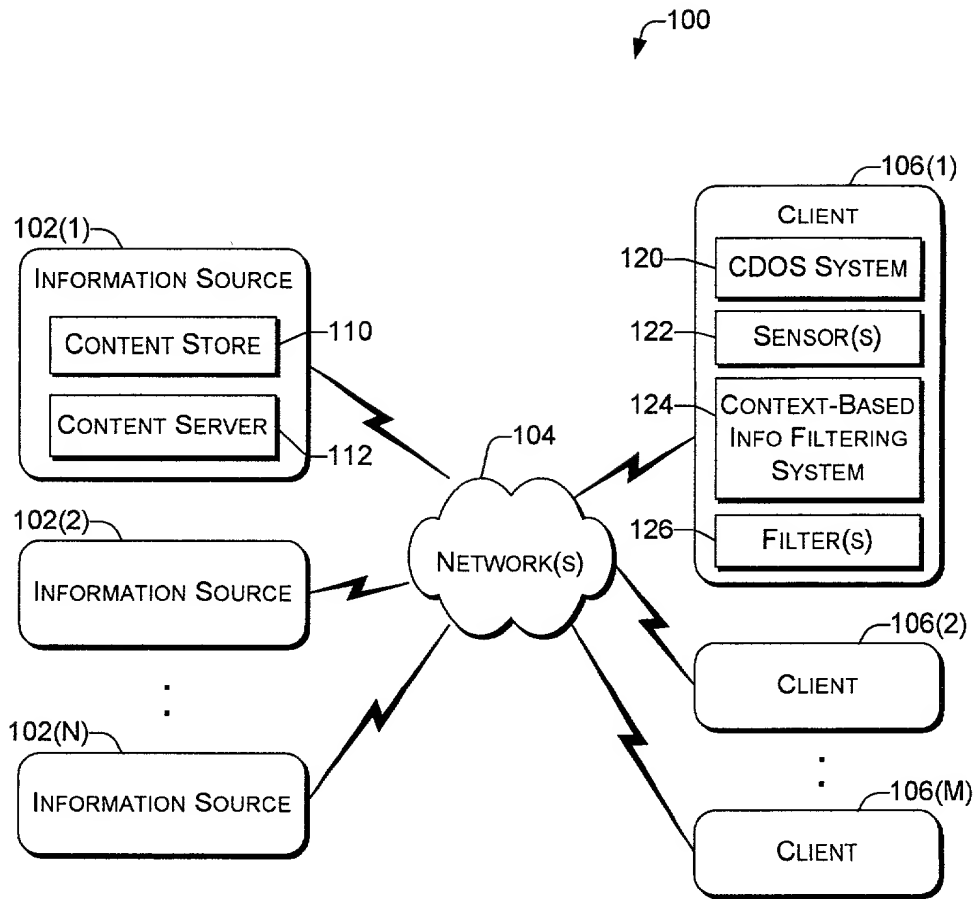 100
102(1)
INFORMATION SOURCE
CONTENT STORE
110
CONTENT SERVER
112
102(2)
INFORMATION SOURCE
102(N)
INFORMATION SOURCE
104
NETWORK(S)
106(1)
CLIENT
120
CDOS SYSTEM
122
SENSOR(S)
124
CONTEXT-BASED
INFO FILTERING
SYSTEM
126
FILTER(S)
106(2)
CLIENT
106(M)
CLIENT